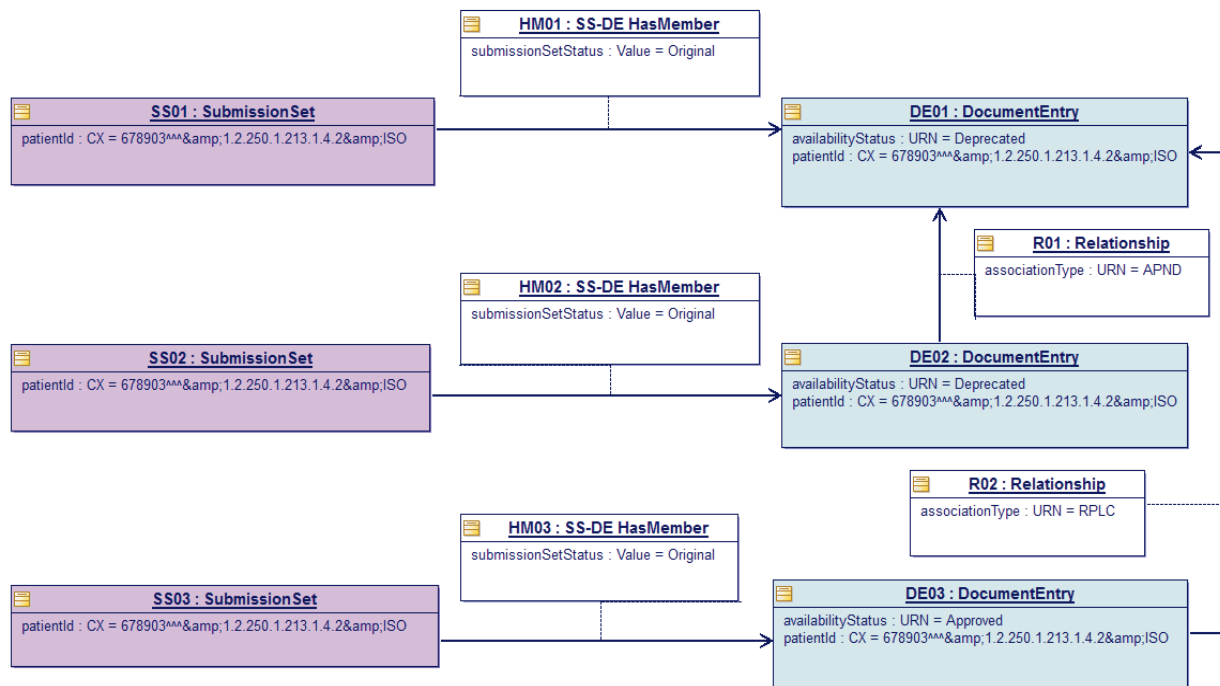 HM01 : SS-DE HasMember
submissionSetStatus : Value = Original
SS01 : SubmissionSet
patientId : CX = 678903^^^&amp;1.2.250.1.213.1.4.2&amp;ISO
DE01 : DocumentEntry
availabilityStatus : URN = Deprecated
patientId : CX = 678903^^^&amp;1.2.250.1.213.1.4.2&amp;ISO
R01 : Relationship
associationType : URN = APND
HM02 : SS-DE HasMember
submissionSetStatus : Value = Original
SS02 : SubmissionSet
patientId : CX = 678903^^^&amp;1.2.250.1.213.1.4.2&amp;ISO
DE02 : DocumentEntry
availabilityStatus : URN = Deprecated
patientId : CX = 678903^^^&amp;1.2.250.1.213.1.4.2&amp;ISO
R02 : Relationship
associationType : URN = RPLC
HM03 : SS-DE HasMember
submissionSetStatus : Value = Original
SS03 : SubmissionSet
patientId : CX = 678903^^^&amp;1.2.250.1.213.1.4.2&amp;ISO
DE03 : DocumentEntry
availabilityStatus : URN = Approved
patientId : CX = 678903^^^&amp;1.2.250.1.213.1.4.2&amp;ISO